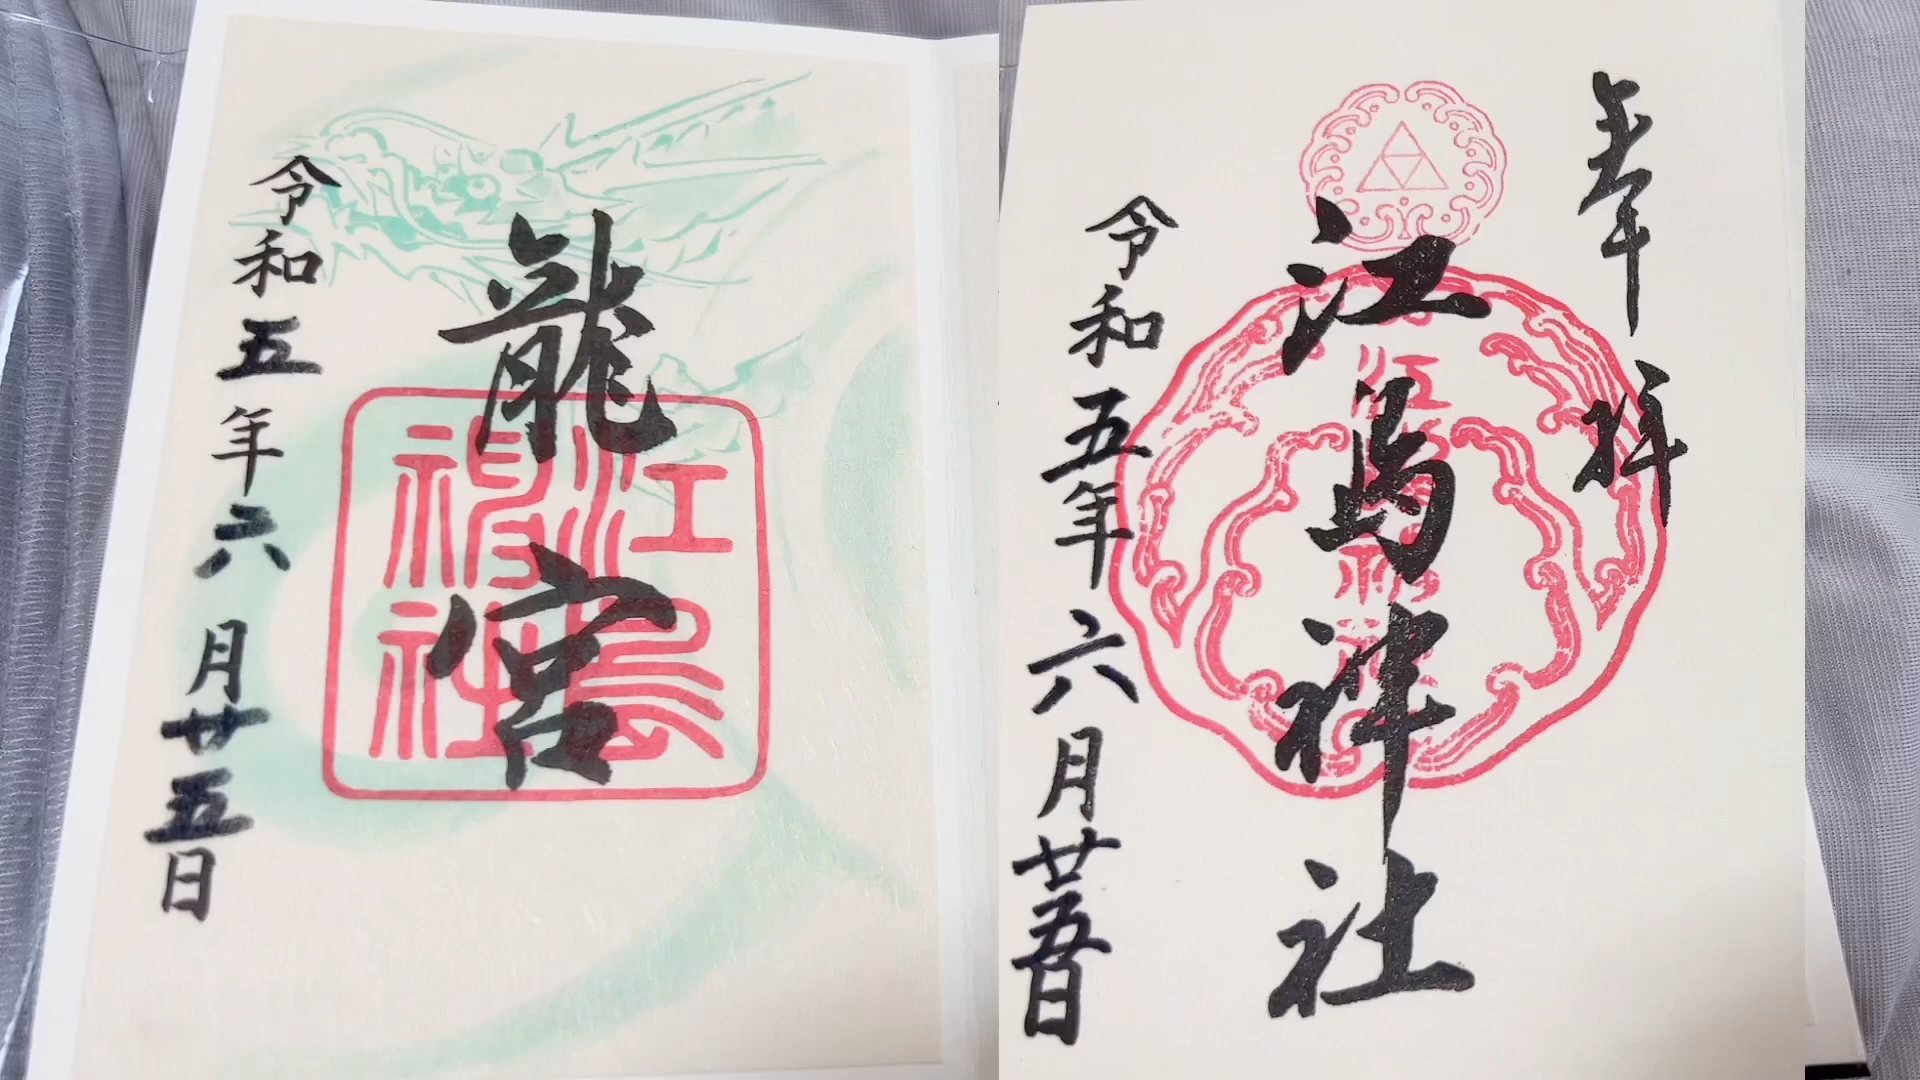 龍宮
江島
神社
令和五年六月廿五日
奉拝
江島神社
令和五年六月廿五日